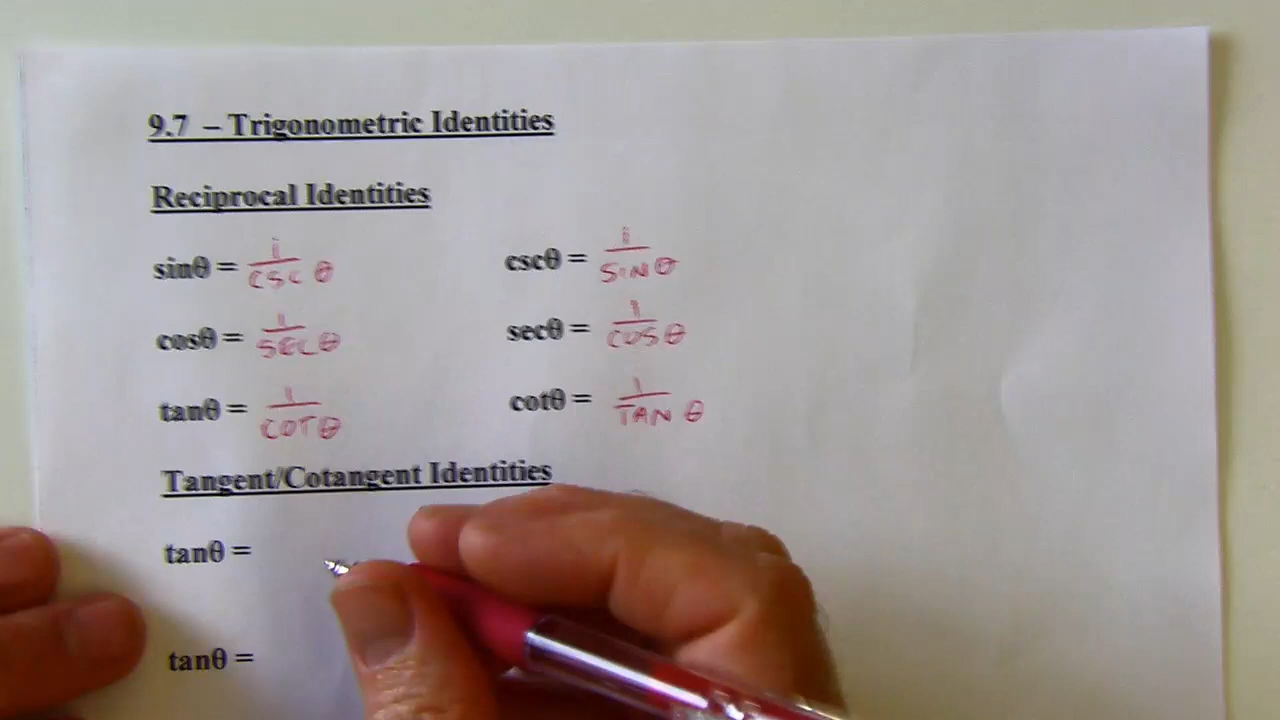 9.7 – Trigonometric Identities
Reciprocal Identities
sinθ = 1/CSC θ cscθ = 1/SIN θ
cosθ = 1/SEC θ secθ = 1/COS θ
tanθ = 1/COT θ cotθ = 1/TAN θ
Tangent/Cotangent Identities
tanθ =
tanθ =